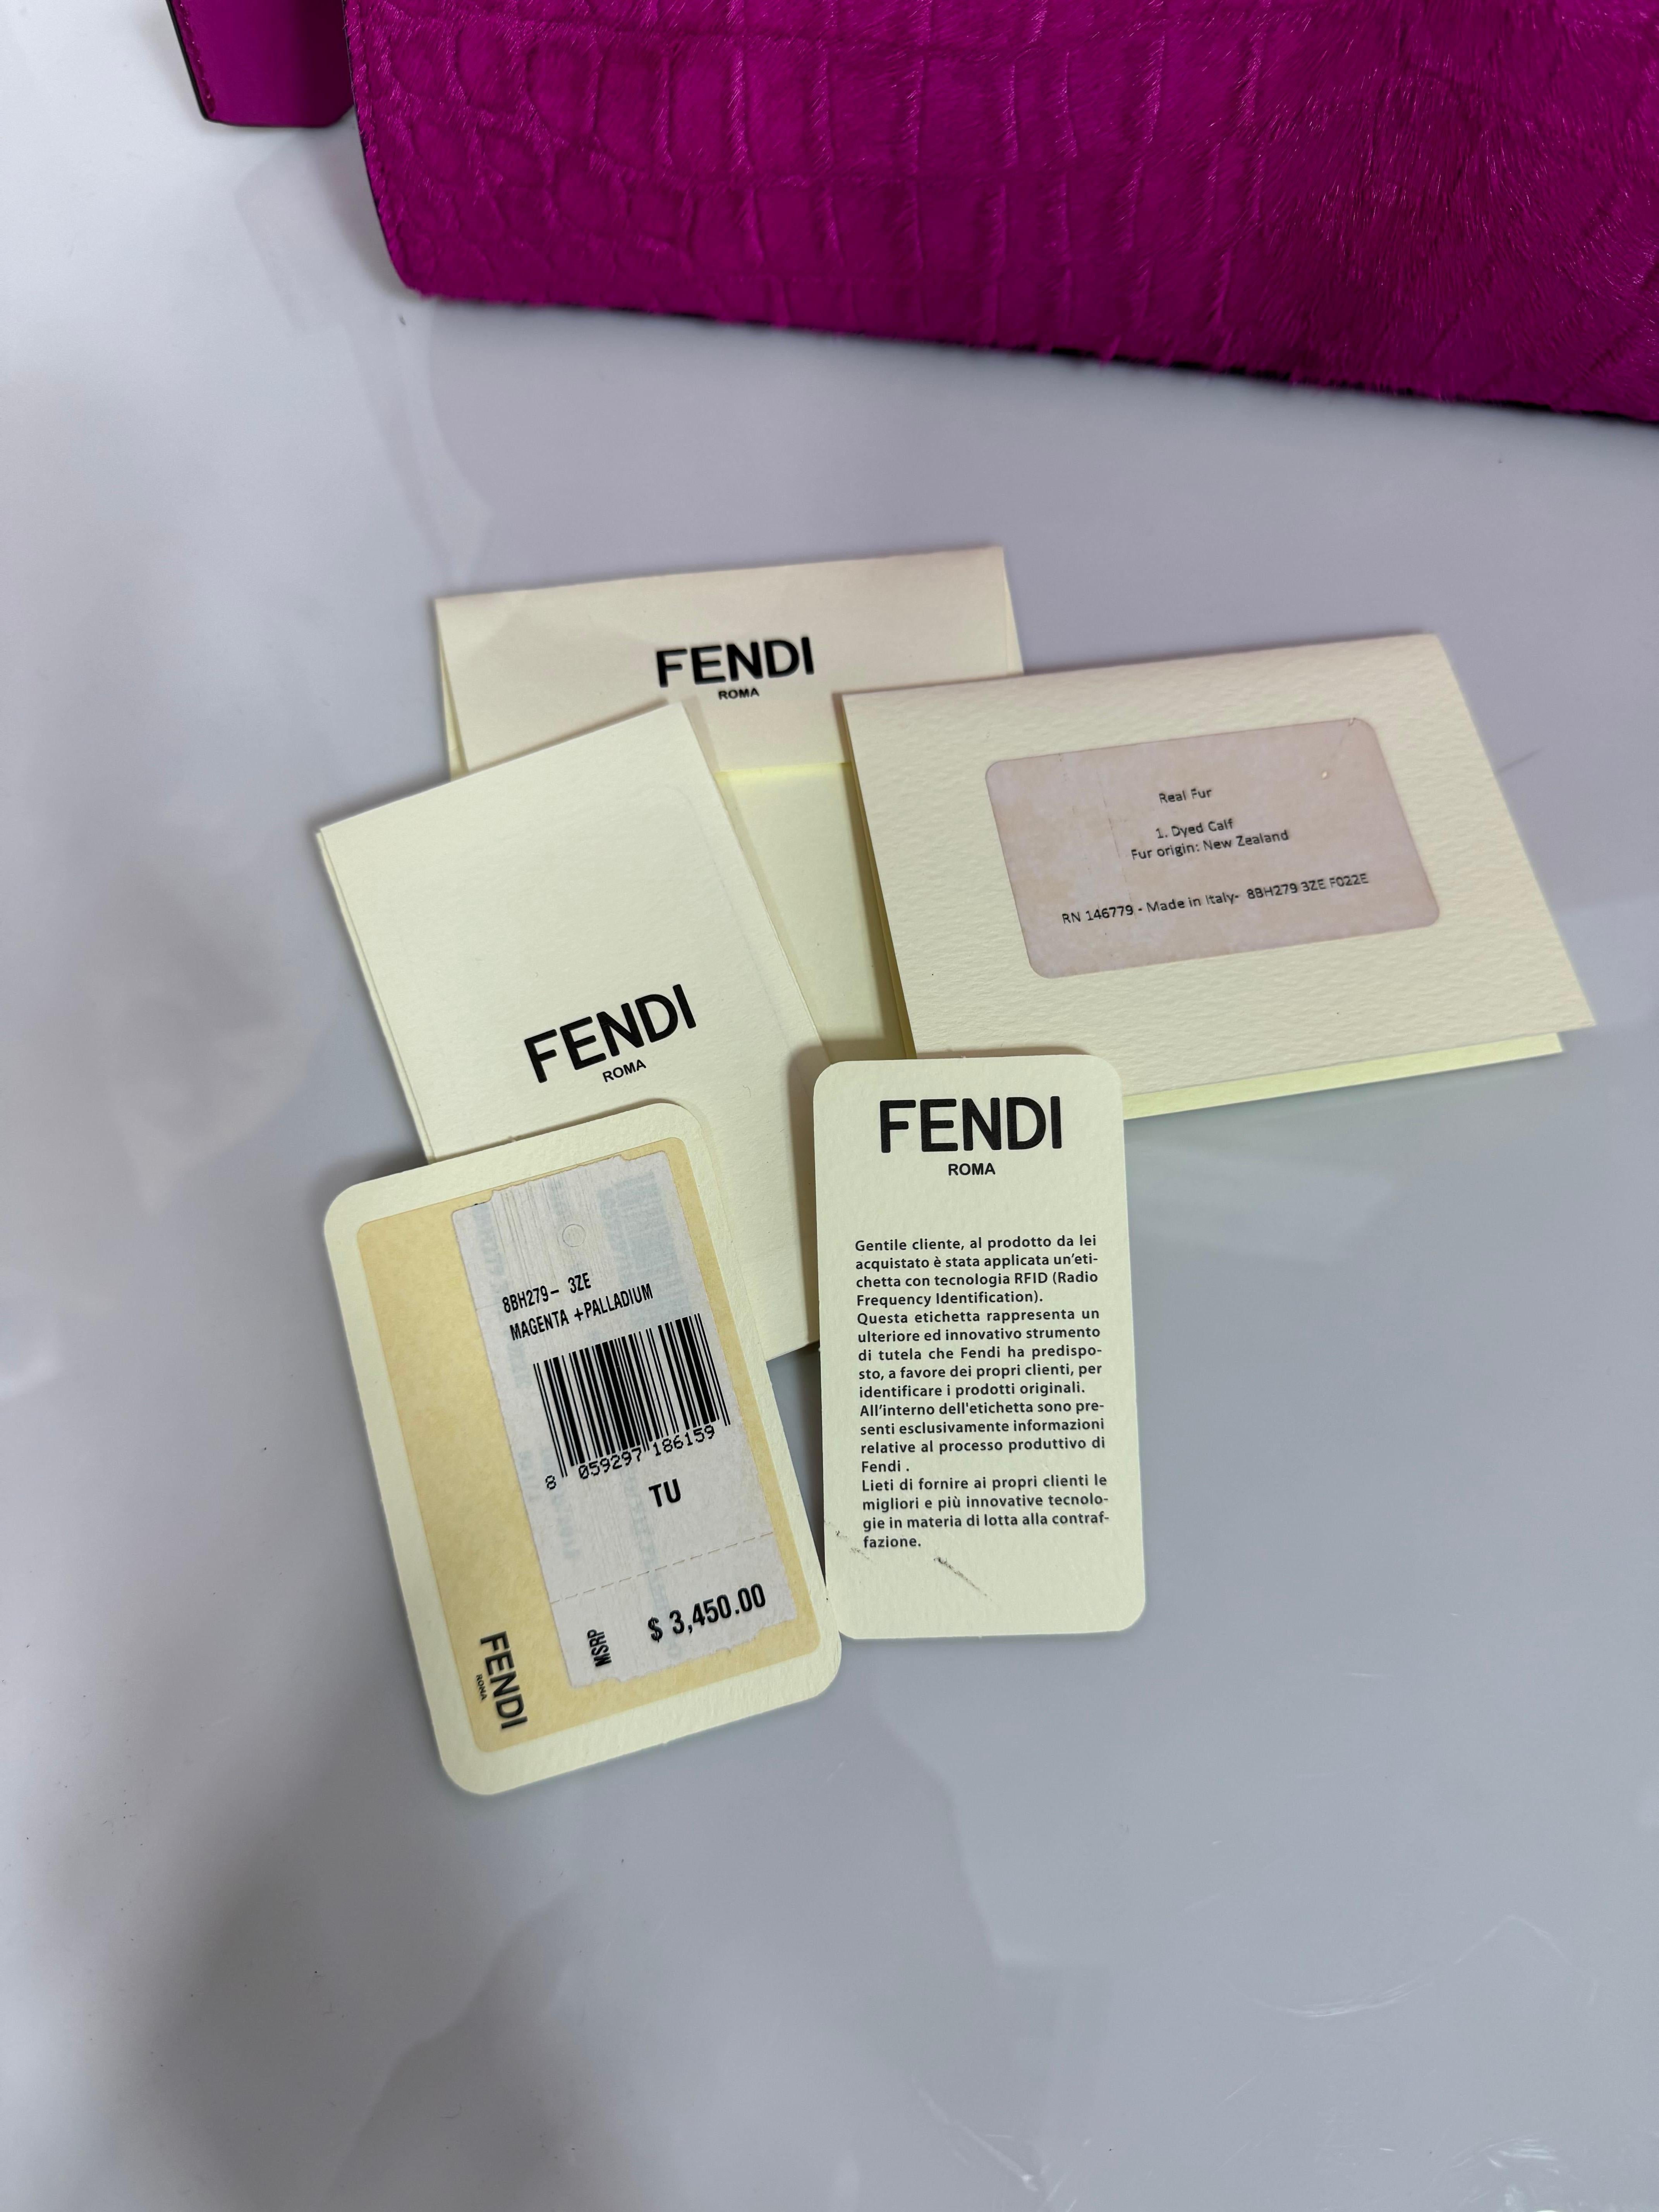 FENDI
ROMA
Real Fur
1. Dyed Calf
Fur origin: New Zealand
RN 146779 - Made in Italy- 8BH279 3ZE F022E
FENDI
ROMA
FENDI
ROMA
Gentile cliente, al prodotto da lei
acquistato è stata applicata un'eti-
chetta con tecnologia RFID (Radio
Frequency Identification).
Questa etichetta rappresenta un
ulteriore ed innovativo strumento
di tutela che Fendi ha predispo-
sto, a favore dei propri clienti, per
identificare i prodotti originali.
All'interno dell'etichetta sono pre-
senti esclusivamente informazioni
relative al processo produttivo di
Fendi .
Lieti di fornire ai propri clienti le
migliori e più innovative tecnolo-
gie in materia di lotta alla contraf-
fazione.
8BH279- 3ZE
MAGENTA +PALLADIUM
8 059297 186159
TU
MSRP
$ 3,450.00
FENDI
ROMA